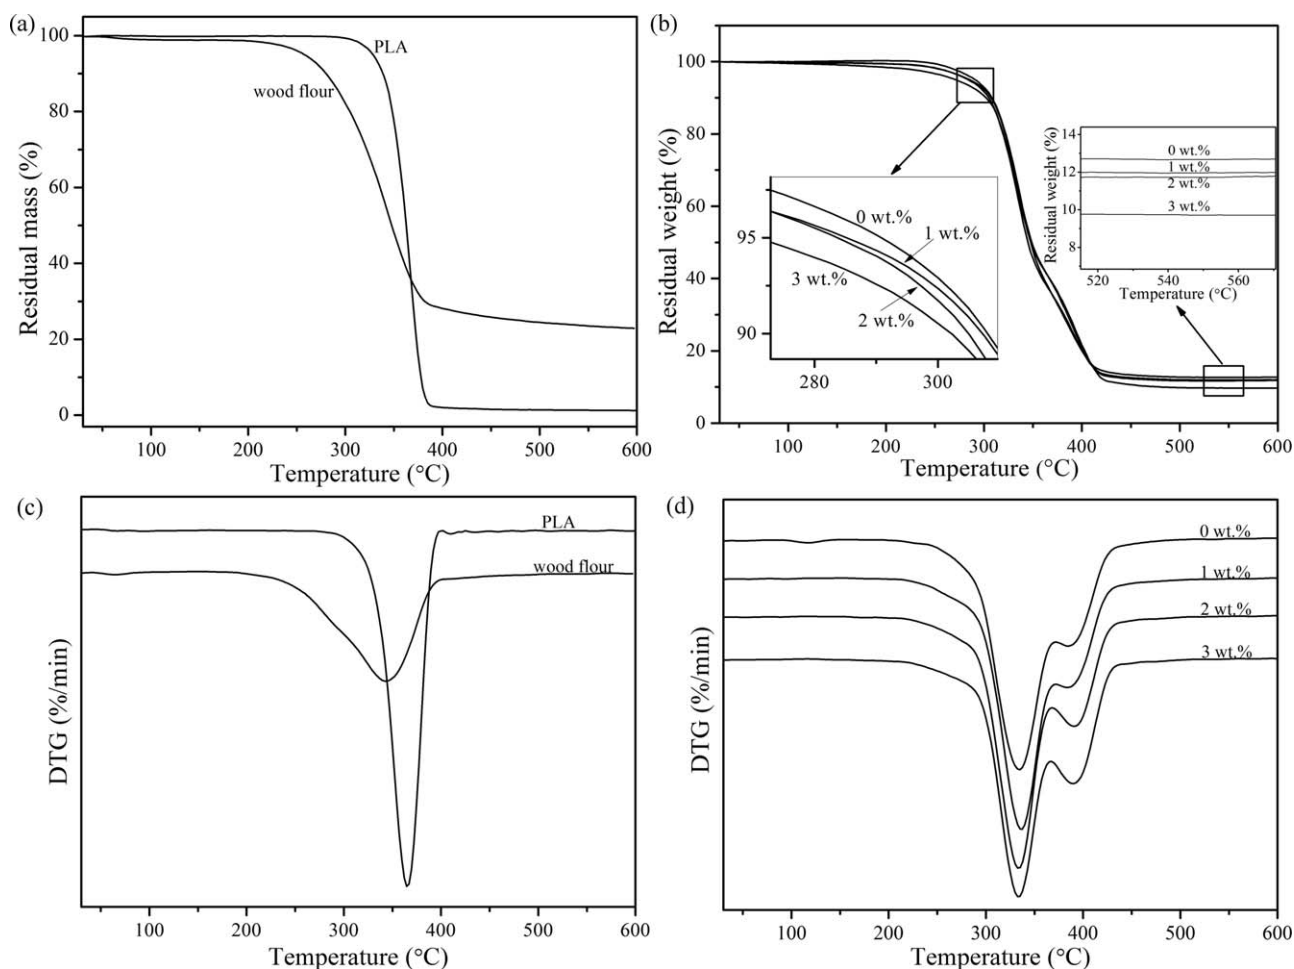 (a)
100
80
60
40
20
0
Residual mass (%)
PLA
wood flour
100
200
300
400
500
600
Temperature (°C)
(b)
100
80
60
40
20
0
Residual weight (%)
95
90
0 wt.%
1 wt.%
3 wt.%
2 wt.%
280
300
14
12
10
8
Residual weight (%)
0 wt.%
1 wt.%
2 wt.%
3 wt.%
520
540
560
Temperature (°C)
100
200
300
400
500
600
Temperature (°C)
(c)
PLA
wood flour
DTG (%/min)
100
200
300
400
500
600
Temperature (°C)
(d)
0 wt.%
1 wt.%
2 wt.%
3 wt.%
DTG (%/min)
100
200
300
400
500
600
Temperature (°C)